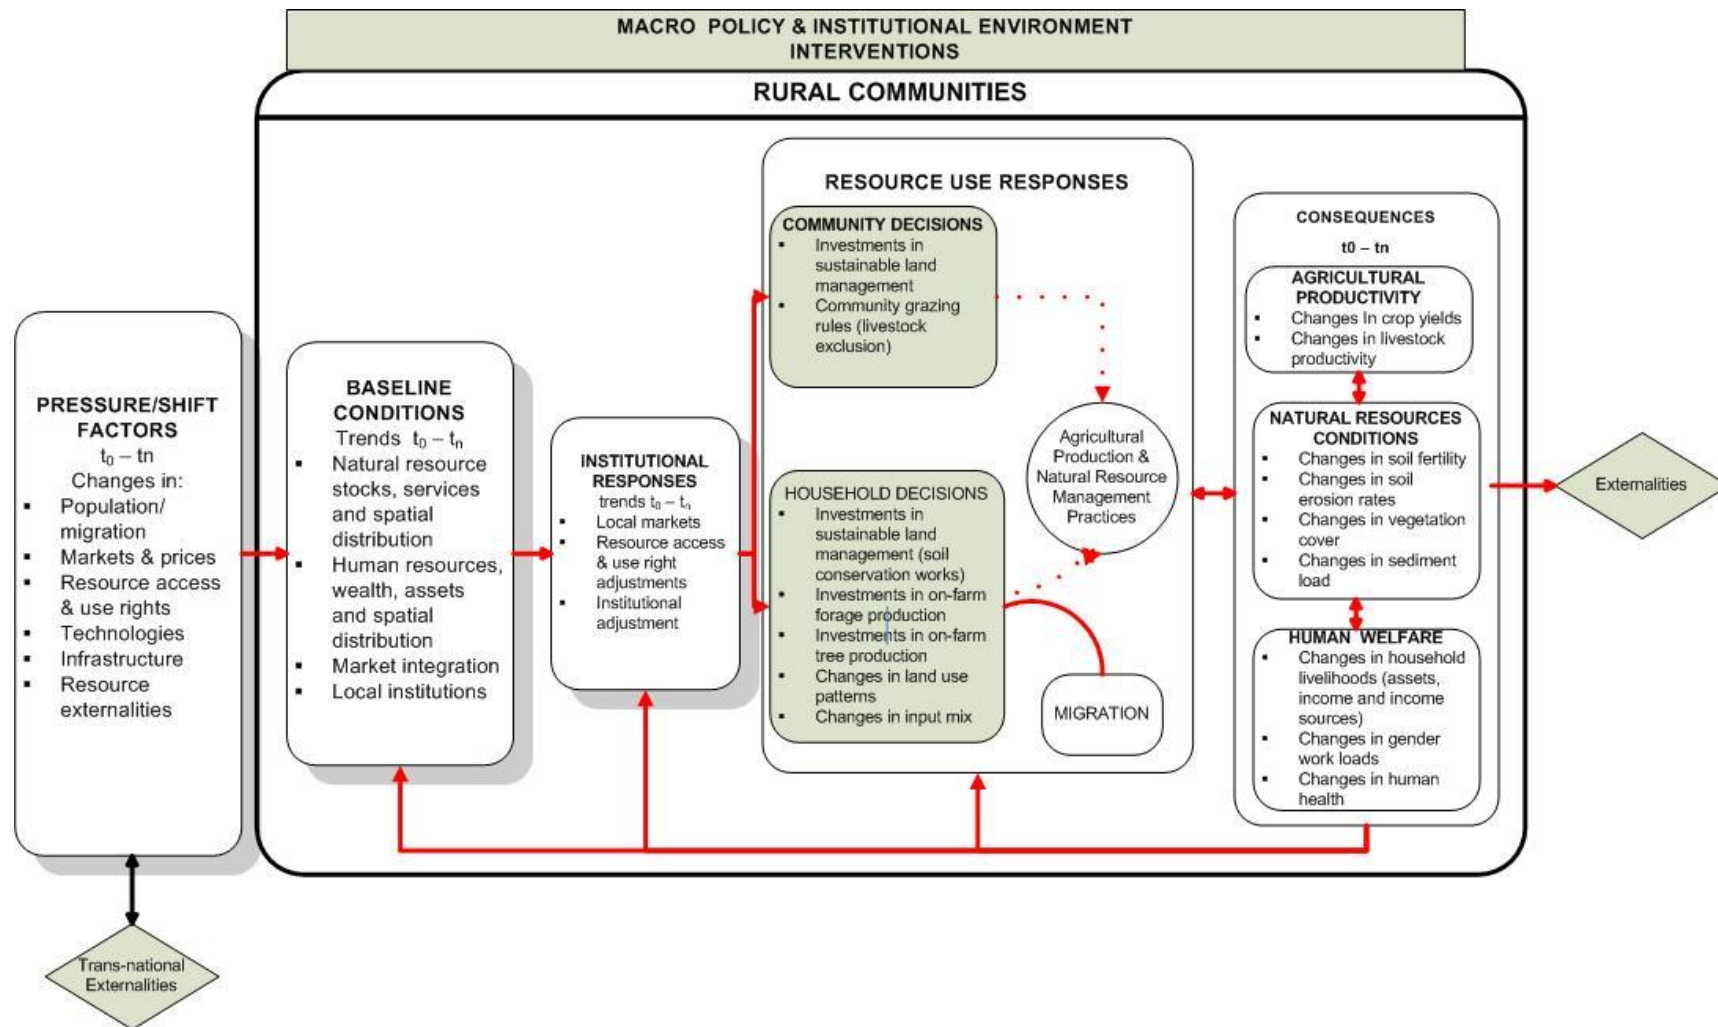 MACRO POLICY & INSTITUTIONAL ENVIRONMENT
INTERVENTIONS
RURAL COMMUNITIES
PRESSURE/SHIFT
FACTORS
t0 – tn
Changes in:
▪ Population/
migration
▪ Markets & prices
▪ Resource access
& use rights
▪ Technologies
▪ Infrastructure
▪ Resource
externalities
Trans-national
Externalities
BASELINE
CONDITIONS
Trends t0 – tn
▪ Natural resource
stocks, services
and spatial
distribution
▪ Human resources,
wealth, assets
and spatial
distribution
▪ Market integration
▪ Local institutions
INSTITUTIONAL
RESPONSES
trends t0 – tn
▪ Local markets
▪ Resource access
& use right
adjustments
▪ Institutional
adjustment
RESOURCE USE RESPONSES
COMMUNITY DECISIONS
▪ Investments in
sustainable land
management
▪ Community grazing
rules (livestock
exclusion)
HOUSEHOLD DECISIONS
▪ Investments in
sustainable land
management (soil
conservation works)
▪ Investments in on-farm
forage production
▪ Investments in on-farm
tree production
▪ Changes in land use
patterns
▪ Changes in input mix
Agricultural
Production &
Natural Resource
Management
Practices
MIGRATION
CONSEQUENCES
t0 – tn
AGRICULTURAL
PRODUCTIVITY
▪ Changes In crop yields
▪ Changes in livestock
productivity
NATURAL RESOURCES
CONDITIONS
▪ Changes in soil fertility
▪ Changes in soil
erosion rates
▪ Changes in vegetation
cover
▪ Changes in sediment
load
HUMAN WELFARE
▪ Changes in household
livelihoods (assets,
income and income
sources)
▪ Changes in gender
work loads
▪ Changes in human
health
Externalities